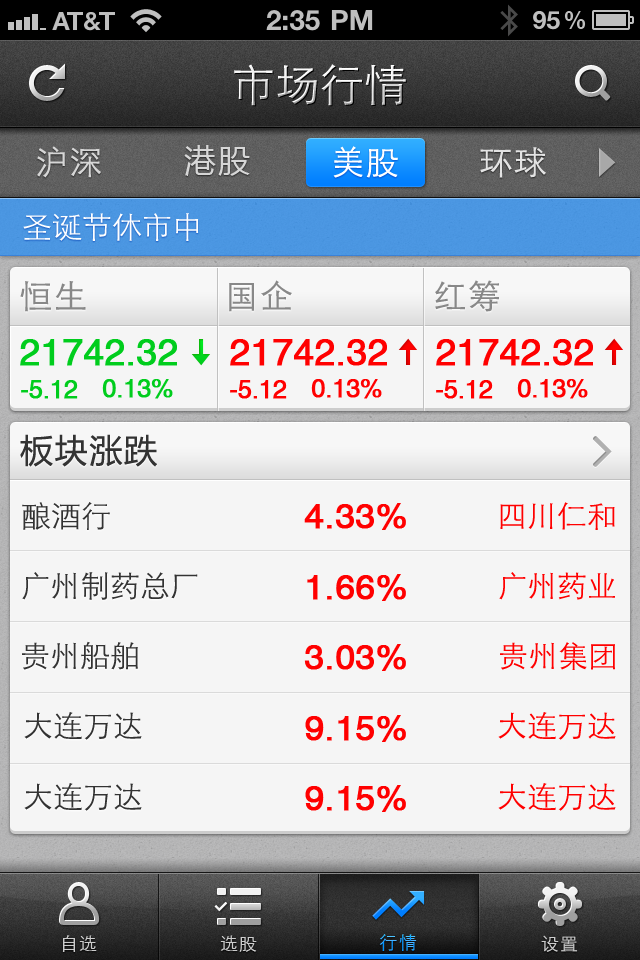 AT&T 2:35 PM 95%
市场行情
沪深 港股 美股 环球
圣诞节休市中
恒生 国企 红筹
21742.32 21742.32 21742.32
-5.12 0.13% -5.12 0.13% -5.12 0.13%
板块涨跌
酿酒行 4.33% 四川仁和
广州制药总厂 1.66% 广州药业
贵州船舶 3.03% 贵州集团
大连万达 9.15% 大连万达
大连万达 9.15% 大连万达
自选 选股 行情 设置